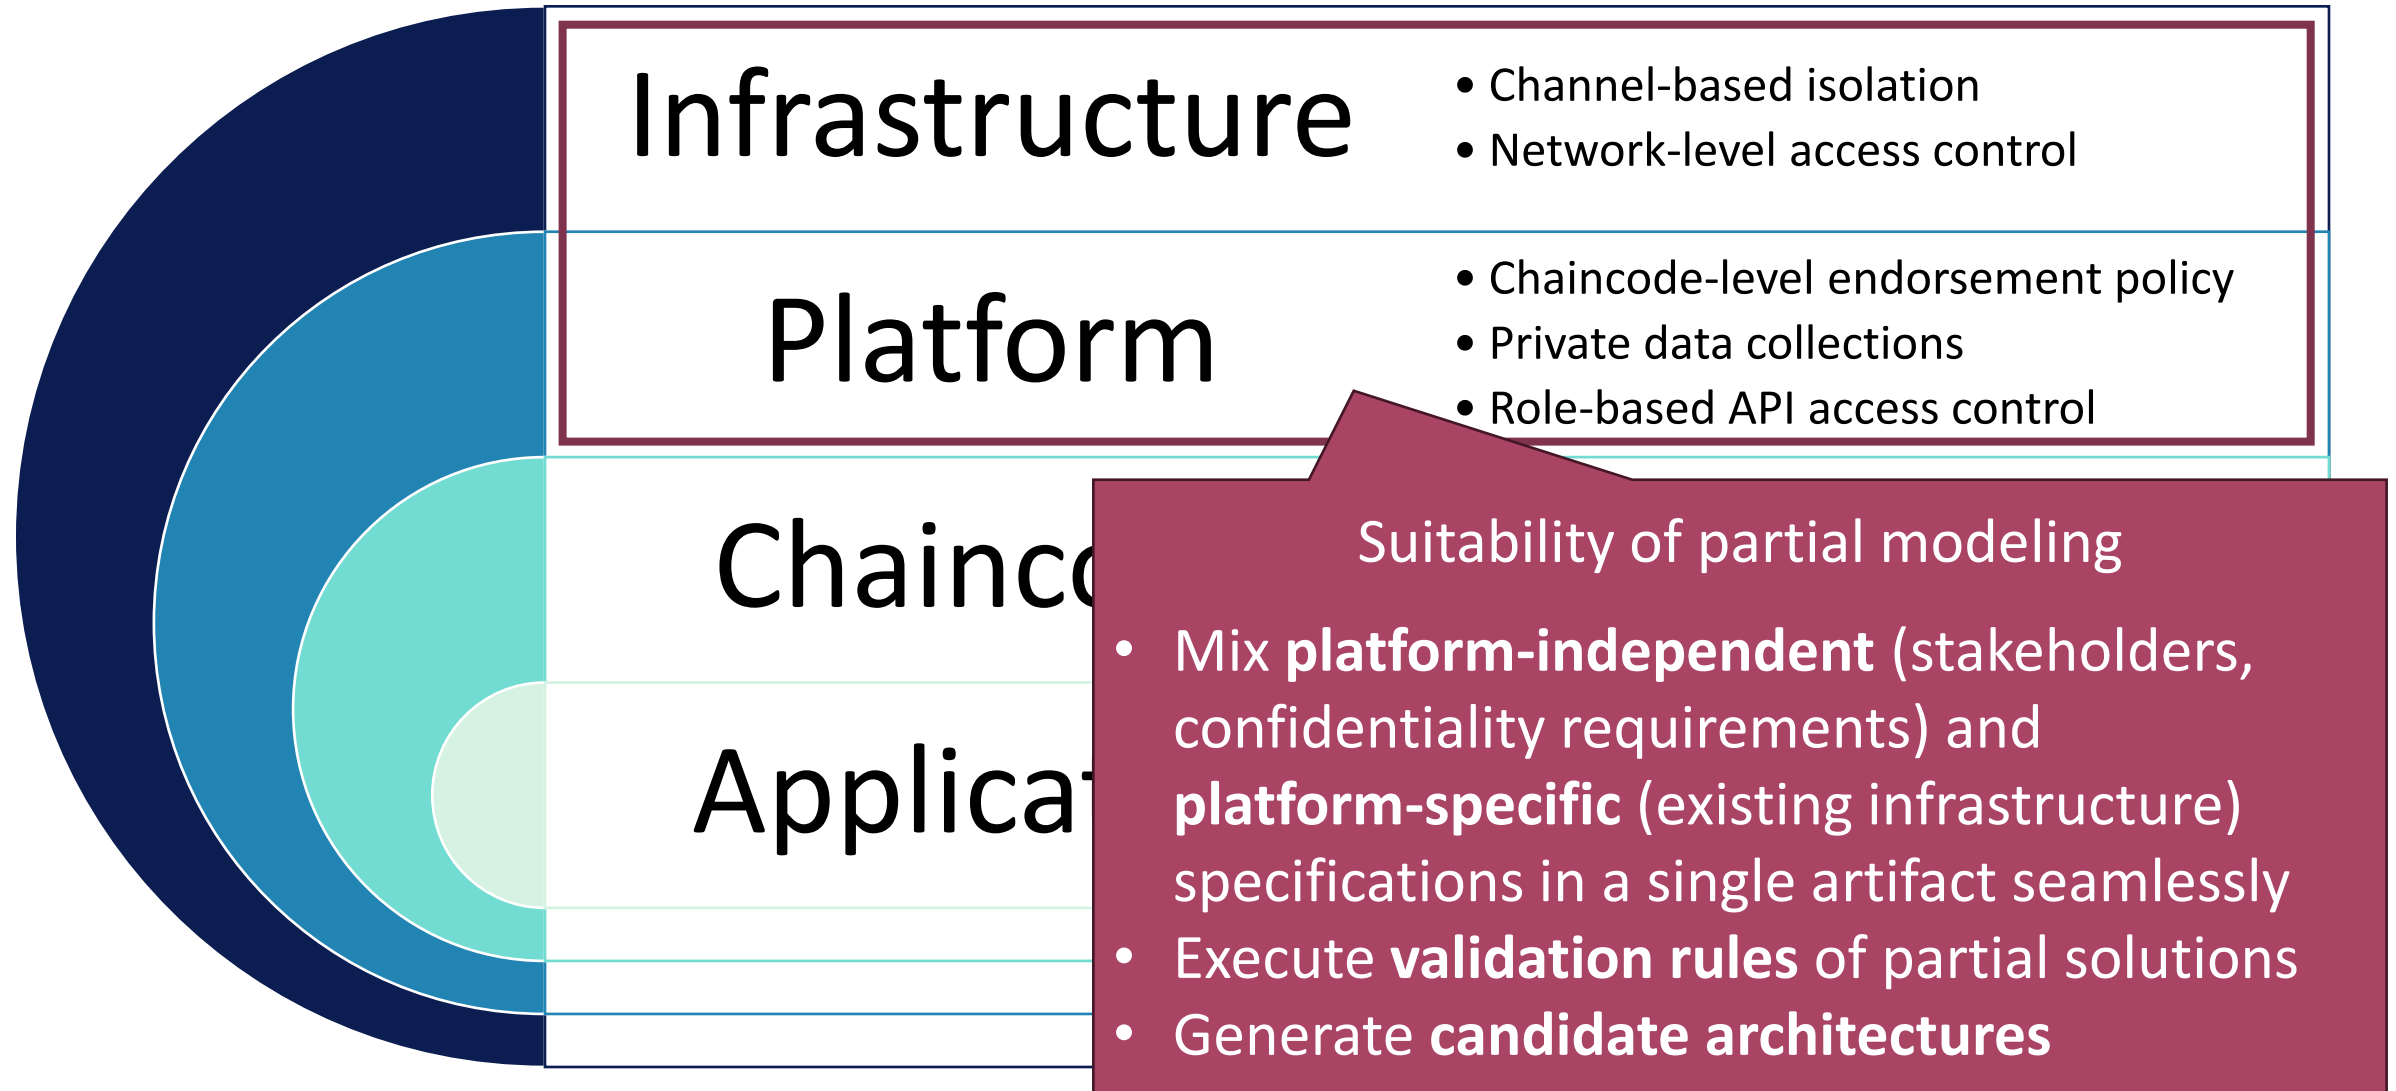 Infrastructure
• Channel-based isolation
• Network-level access control
Platform
• Chaincode-level endorsement policy
• Private data collections
• Role-based API access control
Suitability of partial modeling
• Mix platform-independent (stakeholders,
confidentiality requirements) and
platform-specific (existing infrastructure)
specifications in a single artifact seamlessly
• Execute validation rules of partial solutions
• Generate candidate architectures